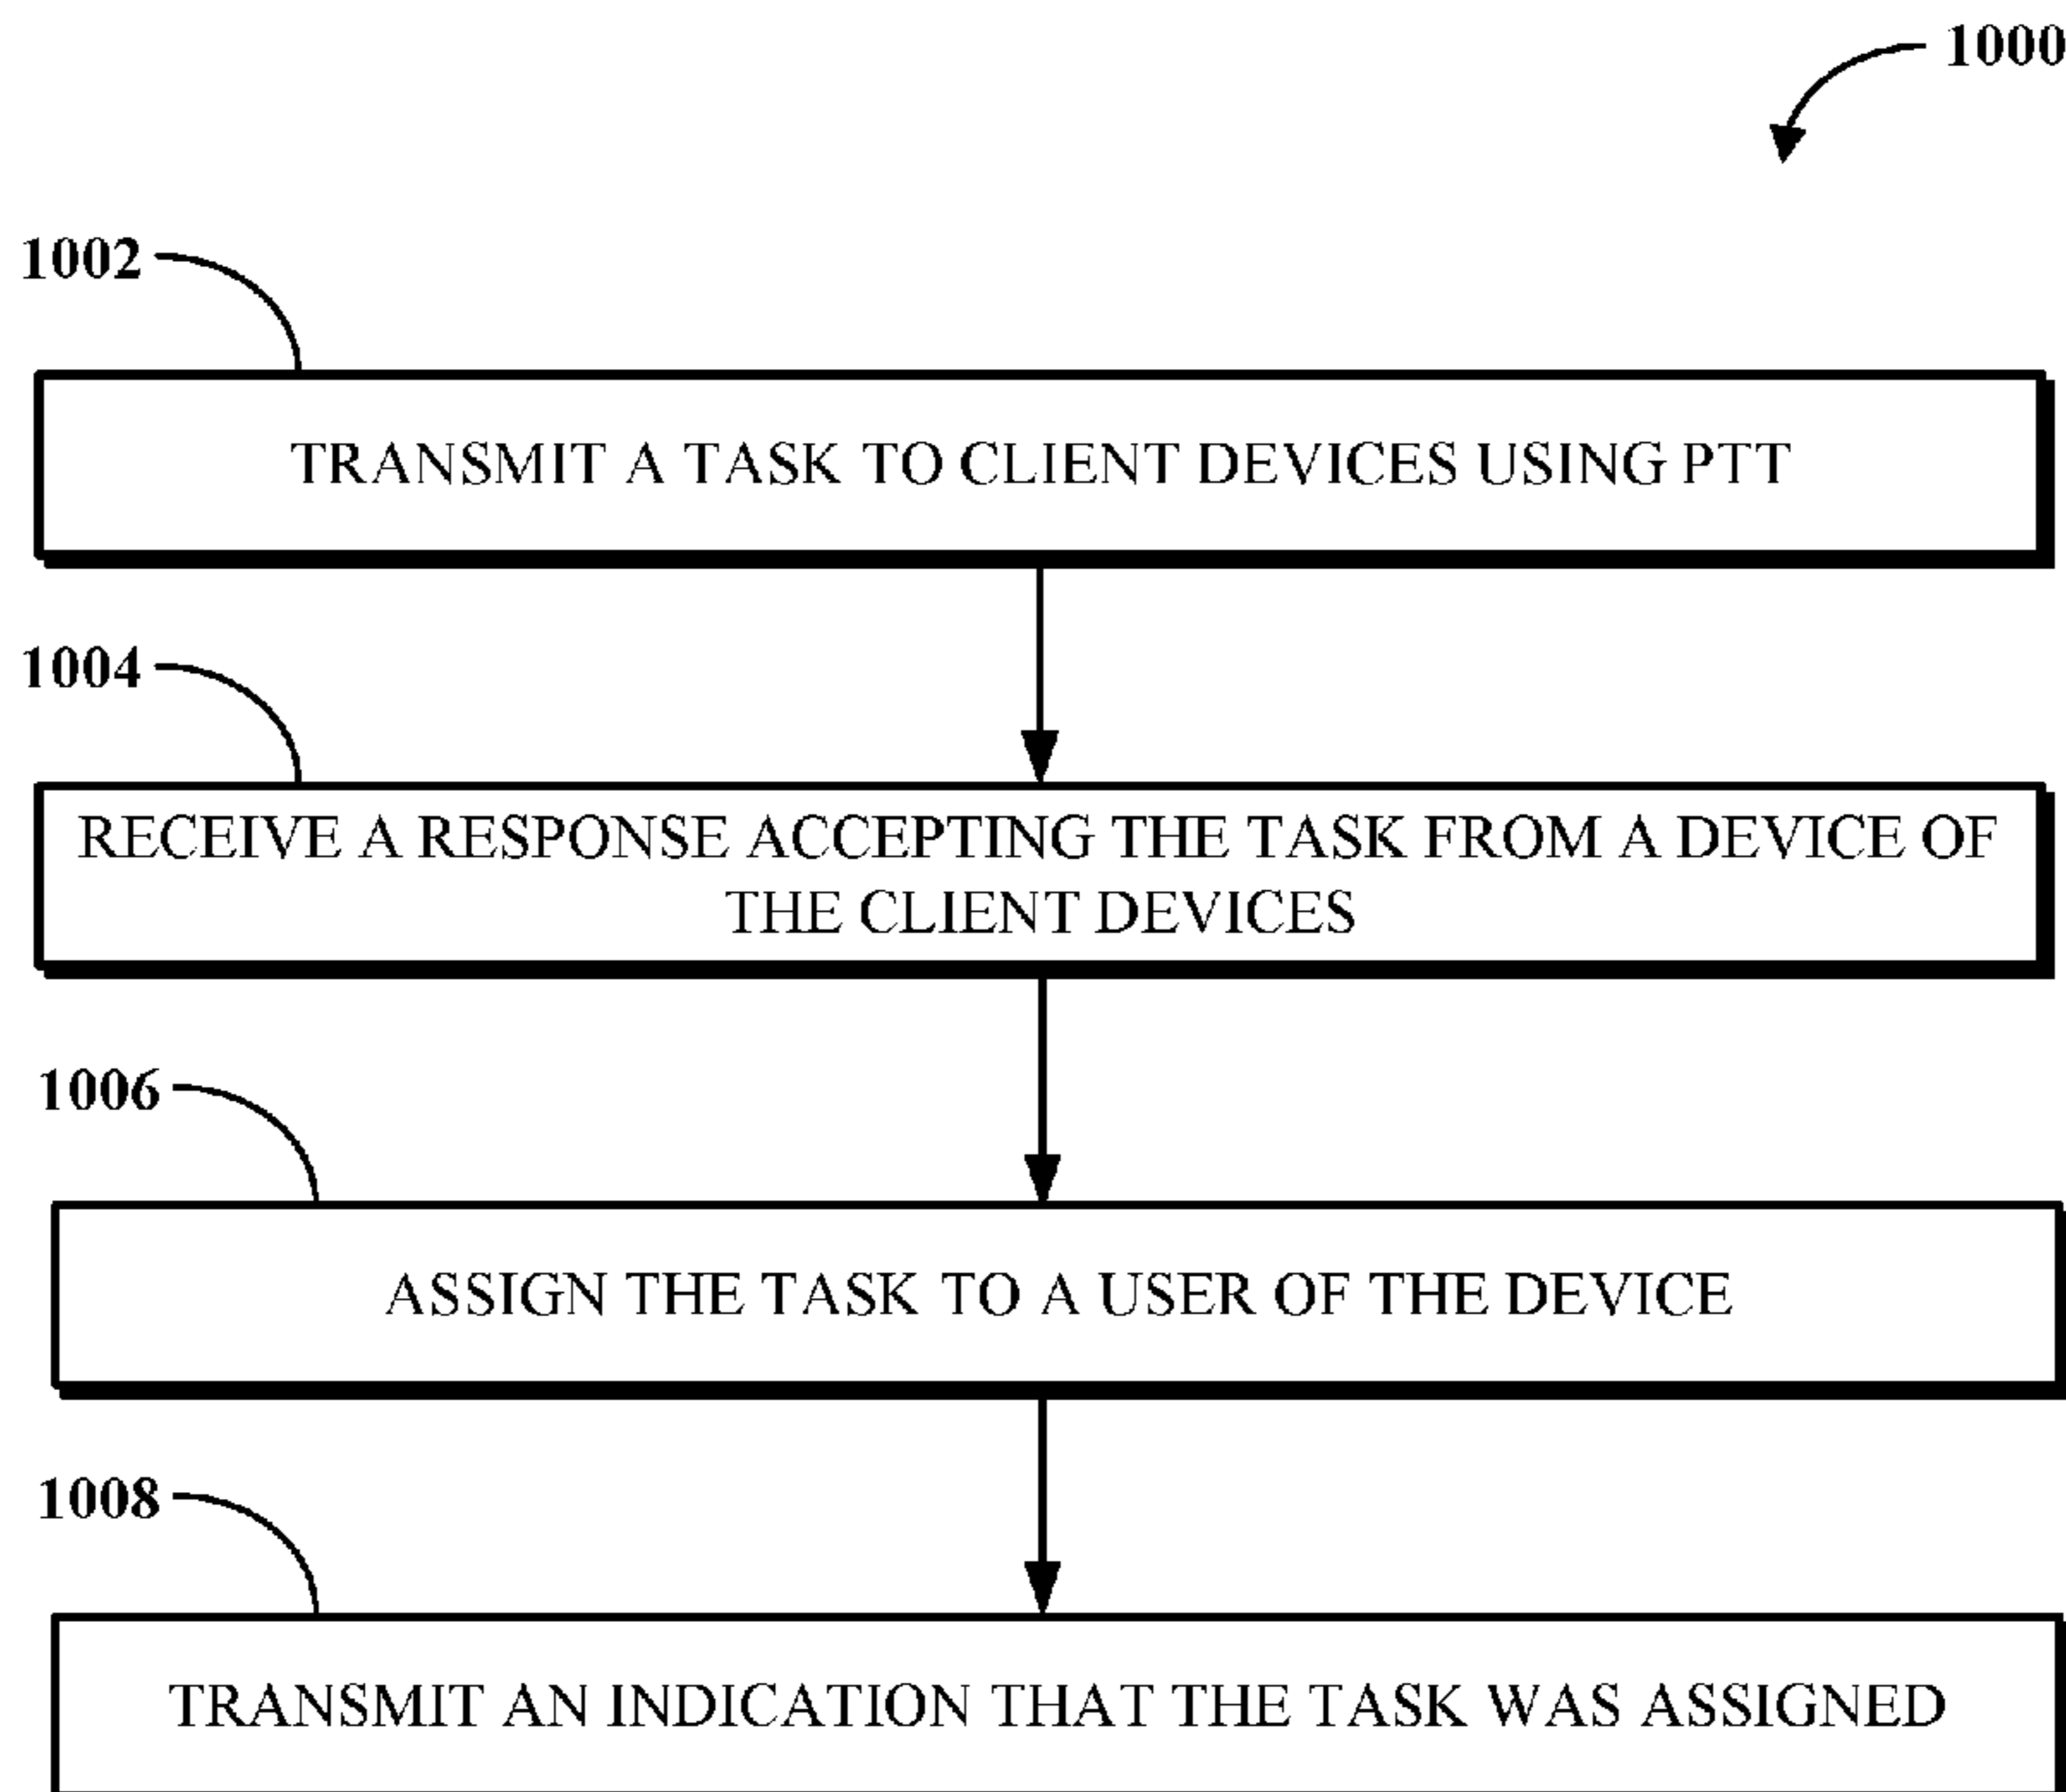 1000
1002
TRANSMIT A TASK TO CLIENT DEVICES USING PTT
1004
RECEIVE A RESPONSE ACCEPTING THE TASK FROM A DEVICE OF
THE CLIENT DEVICES
1006
ASSIGN THE TASK TO A USER OF THE DEVICE
1008
TRANSMIT AN INDICATION THAT THE TASK WAS ASSIGNED